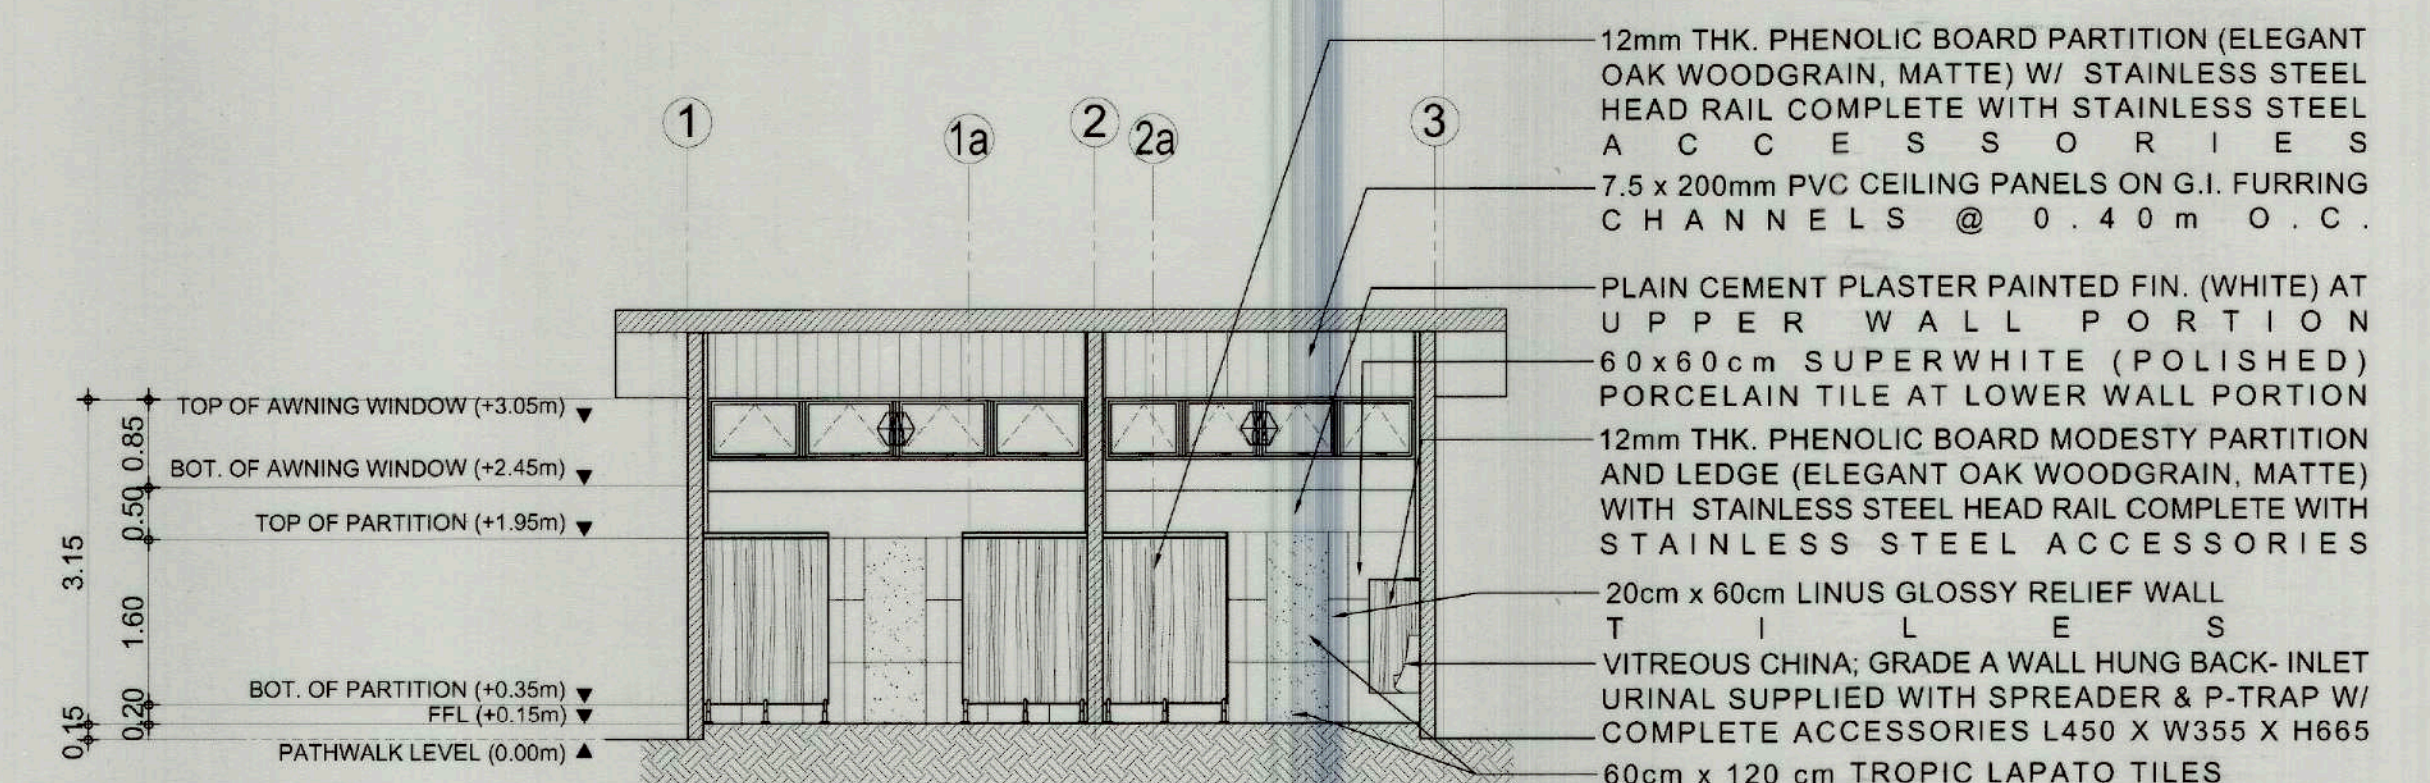 1
1a
2
2a
3
12mm THK. PHENOLIC BOARD PARTITION (ELEGANT
OAK WOODGRAIN, MATTE) W/ STAINLESS STEEL
HEAD RAIL COMPLETE WITH STAINLESS STEEL
ACCESSORIES
7.5 x 200mm PVC CEILING PANELS ON G.I. FURRING
CHANNELS @ 0.40m O.C.
PLAIN CEMENT PLASTER PAINTED FIN. (WHITE) AT
UPPER WALL PORTION
60x60cm SUPERWHITE (POLISHED)
PORCELAIN TILE AT LOWER WALL PORTION
12mm THK. PHENOLIC BOARD MODESTY PARTITION
AND LEDGE (ELEGANT OAK WOODGRAIN, MATTE)
WITH STAINLESS STEEL HEAD RAIL COMPLETE WITH
STAINLESS STEEL ACCESSORIES
20cm x 60cm LINUS GLOSSY RELIEF WALL
TILES
VITREOUS CHINA; GRADE A WALL HUNG BACK- INLET
URINAL SUPPLIED WITH SPREADER & P-TRAP W/
COMPLETE ACCESSORIES L450 X W355 X H665
60cm x 120 cm TROPIC LAPATO TILES
TOP OF AWNING WINDOW (+3.05m)
BOT. OF AWNING WINDOW (+2.45m)
TOP OF PARTITION (+1.95m)
BOT. OF PARTITION (+0.35m)
FFL (+0.15m)
PATHWALK LEVEL (0.00m)
0.85
0.50
3.15
1.60
0.20
0.15